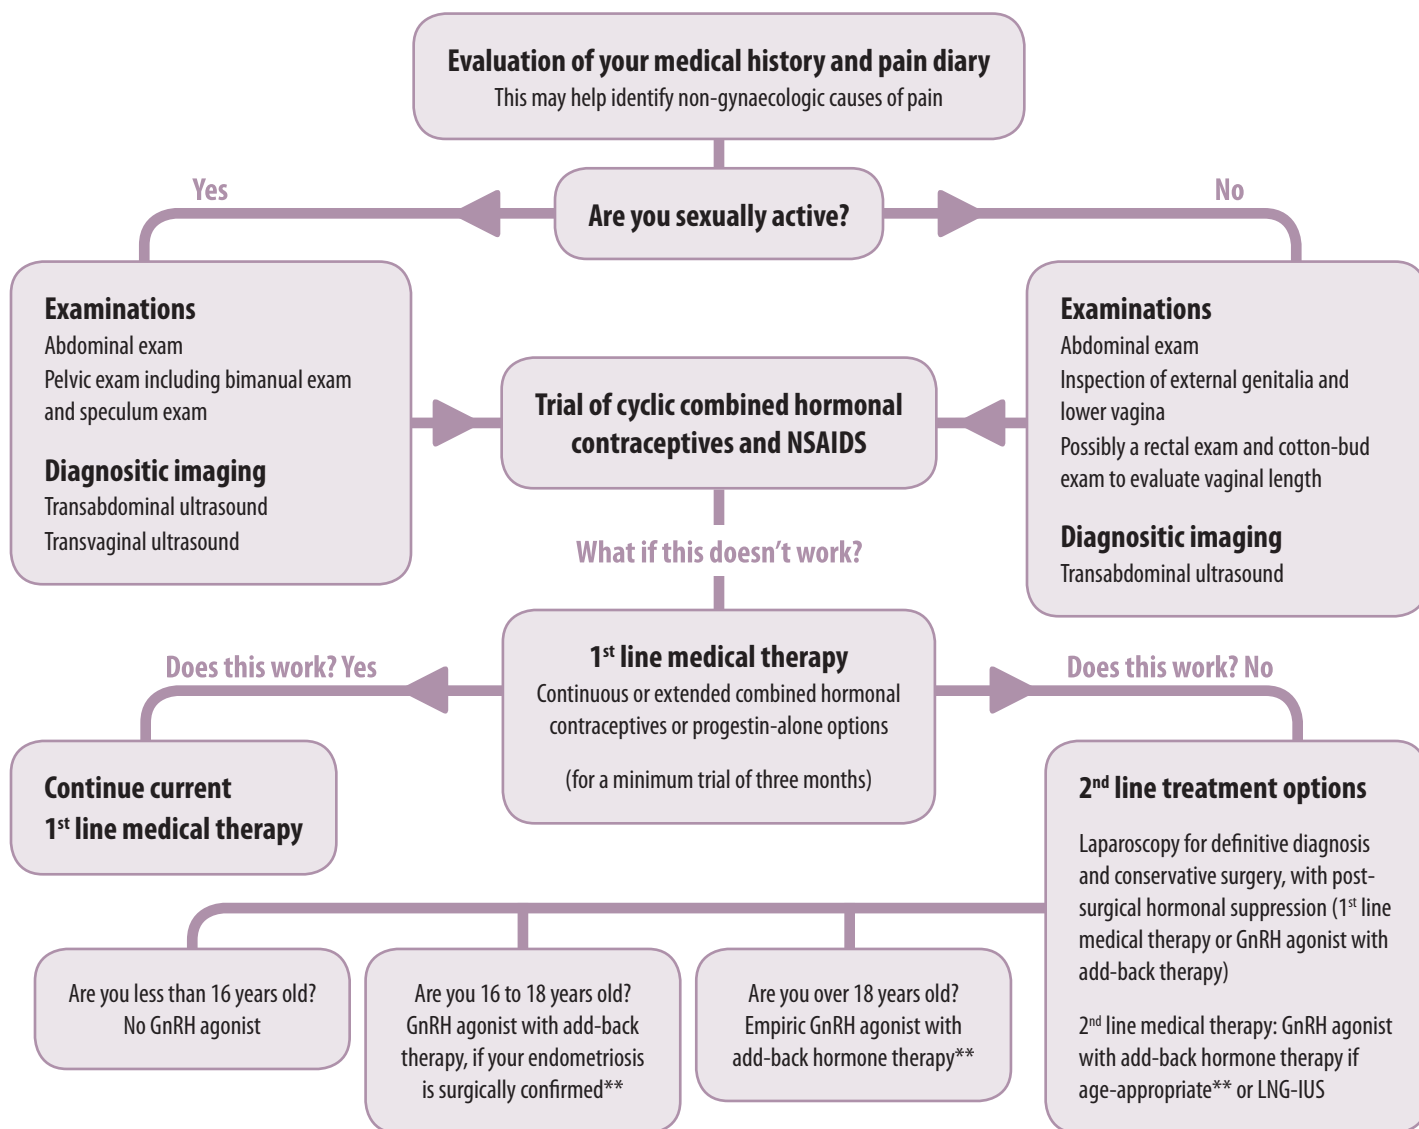 Evaluation of your medical history and pain diary
This may help identify non-gynaecologic causes of pain
Are you sexually active?
Yes
No
Examinations
Abdominal exam
Pelvic exam including bimanual exam
and speculum exam
Diagnositic imaging
Transabdominal ultrasound
Transvaginal ultrasound
Trial of cyclic combined hormonal
contraceptives and NSAIDS
Examinations
Abdominal exam
Inspection of external genitalia and
lower vagina
Possibly a rectal exam and cotton-bud
exam to evaluate vaginal length
Diagnositic imaging
Transabdominal ultrasound
What if this doesn't work?
1st line medical therapy
Continuous or extended combined hormonal
contraceptives or progestin-alone options
(for a minimum trial of three months)
Does this work? Yes
Does this work? No
Continue current
1st line medical therapy
2nd line treatment options
Laparoscopy for definitive diagnosis
and conservative surgery, with post-
surgical hormonal suppression (1st line
medical therapy or GnRH agonist with
add-back therapy)
2nd line medical therapy: GnRH agonist
with add-back hormone therapy if
age-appropriate** or LNG-IUS
Are you less than 16 years old?
No GnRH agonist
Are you 16 to 18 years old?
GnRH agonist with add-back
therapy, if your endometriosis
is surgically confirmed**
Are you over 18 years old?
Empiric GnRH agonist with
add-back hormone therapy**